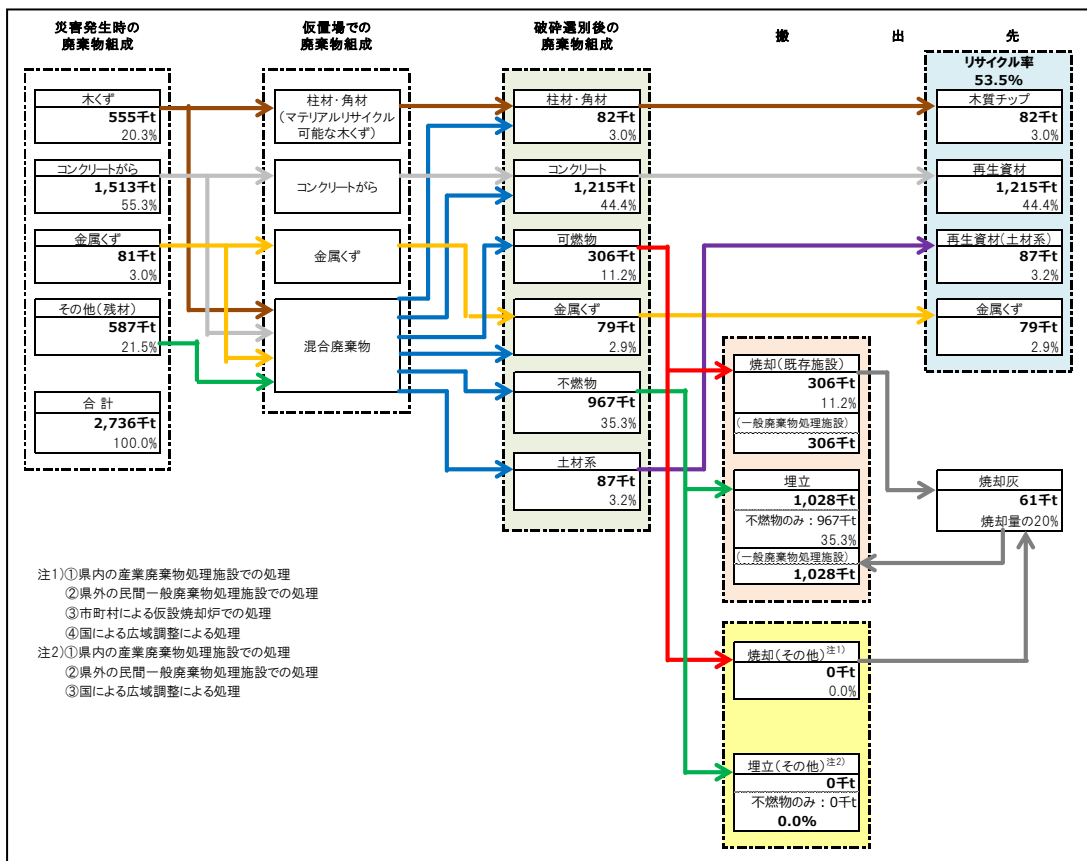 災害発生時の
廃棄物組成
木くず
555千t
20.3%
コンクリートがら
1,513千t
55.3%
金属くず
81千t
3.0%
その他(残材)
587千t
21.5%
合 計
2,736千t
100.0%
仮置場での
廃棄物組成
柱材・角材
(マテリアルリサイクル
可能な木くず)
コンクリートがら
金属くず
混合廃棄物
破砕選別後の
廃棄物組成
柱材・角材
82千t
3.0%
コンクリート
1,215千t
44.4%
可燃物
306千t
11.2%
金属くず
79千t
2.9%
不燃物
967千t
35.3%
土材系
87千t
3.2%
搬 出 先
リサイクル率
53.5%
木質チップ
82千t
3.0%
再生資材
1,215千t
44.4%
再生資材(土材系)
87千t
3.2%
金属くず
79千t
2.9%
焼却(既存施設)
306千t
11.2%
(一般廃棄物処理施設)
306千t
埋立
1,028千t
不燃物のみ:967千t
35.3%
(一般廃棄物処理施設)
1,028千t
焼却灰
61千t
焼却量の20%
焼却(その他)注1)
0千t
0.0%
埋立(その他)注2)
0千t
不燃物のみ:0千t
0.0%
注1)①県内の産業廃棄物処理施設での処理
②県外の民間一般廃棄物処理施設での処理
③市町村による仮設焼却炉での処理
④国による広域調整による処理
注2)①県内の産業廃棄物処理施設での処理
②県外の民間一般廃棄物処理施設での処理
③国による広域調整による処理